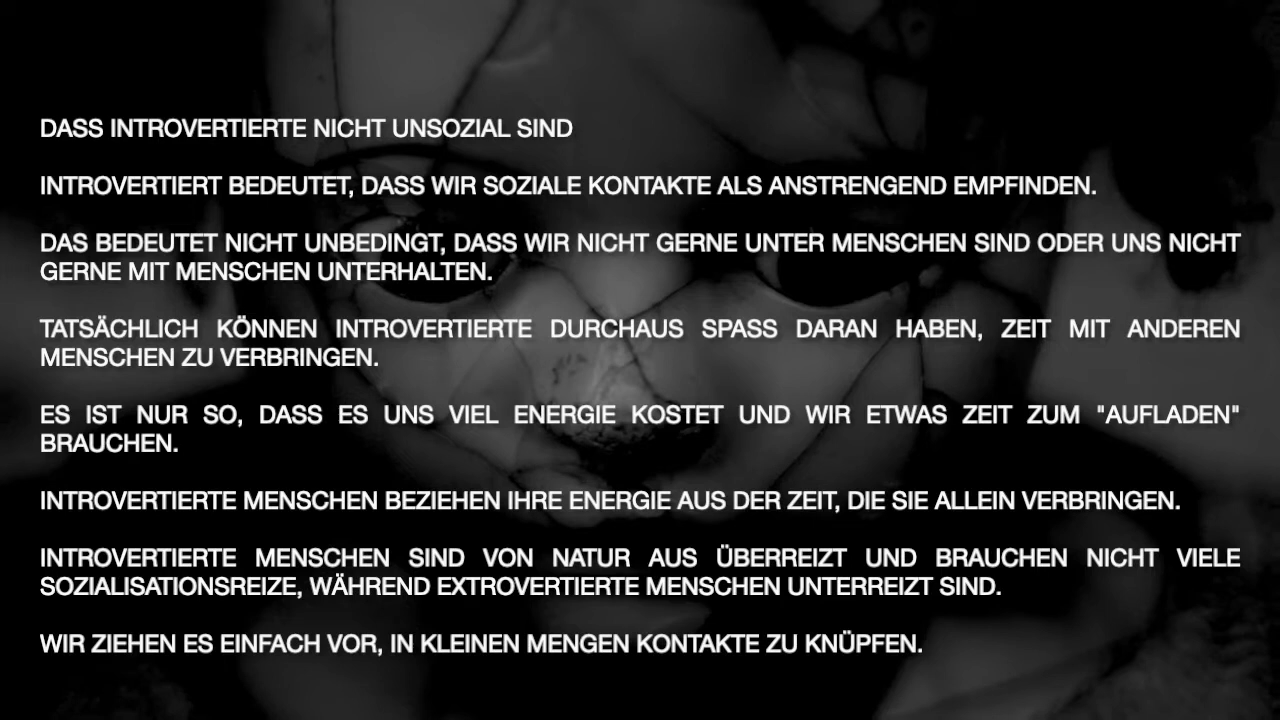 DASS INTROVERTIERTE NICHT UNSOZIAL SIND
INTROVERTIERT BEDEUTET, DASS WIR SOZIALE KONTAKTE ALS ANSTRENGEND EMPFINDEN.
DAS BEDEUTET NICHT UNBEDINGT, DASS WIR NICHT GERNE UNTER MENSCHEN SIND ODER UNS NICHT
GERNE MIT MENSCHEN UNTERHALTEN.
TATSÄCHLICH KÖNNEN INTROVERTIERTE DURCHAUS SPASS DARAN HABEN, ZEIT MIT ANDEREN
MENSCHEN ZU VERBRINGEN.
ES IST NUR SO, DASS ES UNS VIEL ENERGIE KOSTET UND WIR ETWAS ZEIT ZUM "AUFLADEN"
BRAUCHEN.
INTROVERTIERTE MENSCHEN BEZIEHEN IHRE ENERGIE AUS DER ZEIT, DIE SIE ALLEIN VERBRINGEN.
INTROVERTIERTE MENSCHEN SIND VON NATUR AUS ÜBERREIZT UND BRAUCHEN NICHT VIELE
SOZIALISATIONSREIZE, WÄHREND EXTROVERTIERTE MENSCHEN UNTERREIZT SIND.
WIR ZIEHEN ES EINFACH VOR, IN KLEINEN MENGEN KONTAKTE ZU KNÜPFEN.